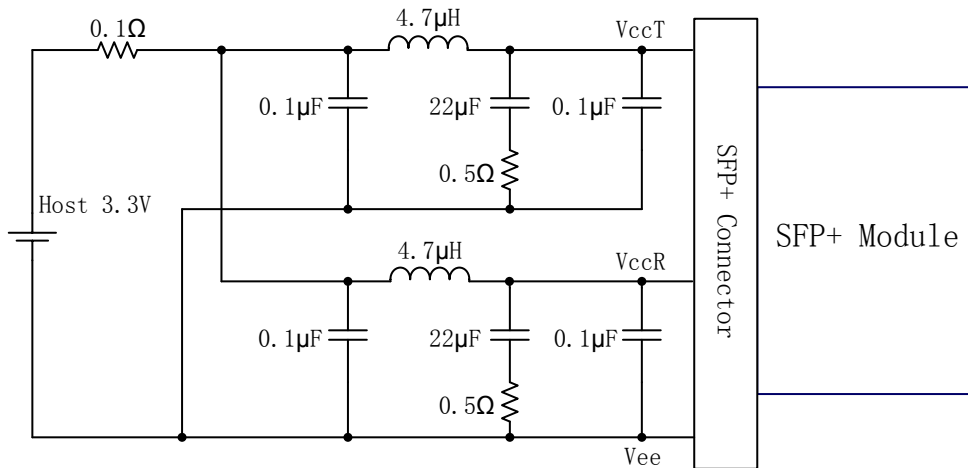 0.1Ω
4.7μH
VccT
0.1μF
22μF
0.1μF
0.5Ω
Host 3.3V
SFP+ Connector
SFP+ Module
4.7μH
VccR
0.1μF
22μF
0.1μF
0.5Ω
Vee